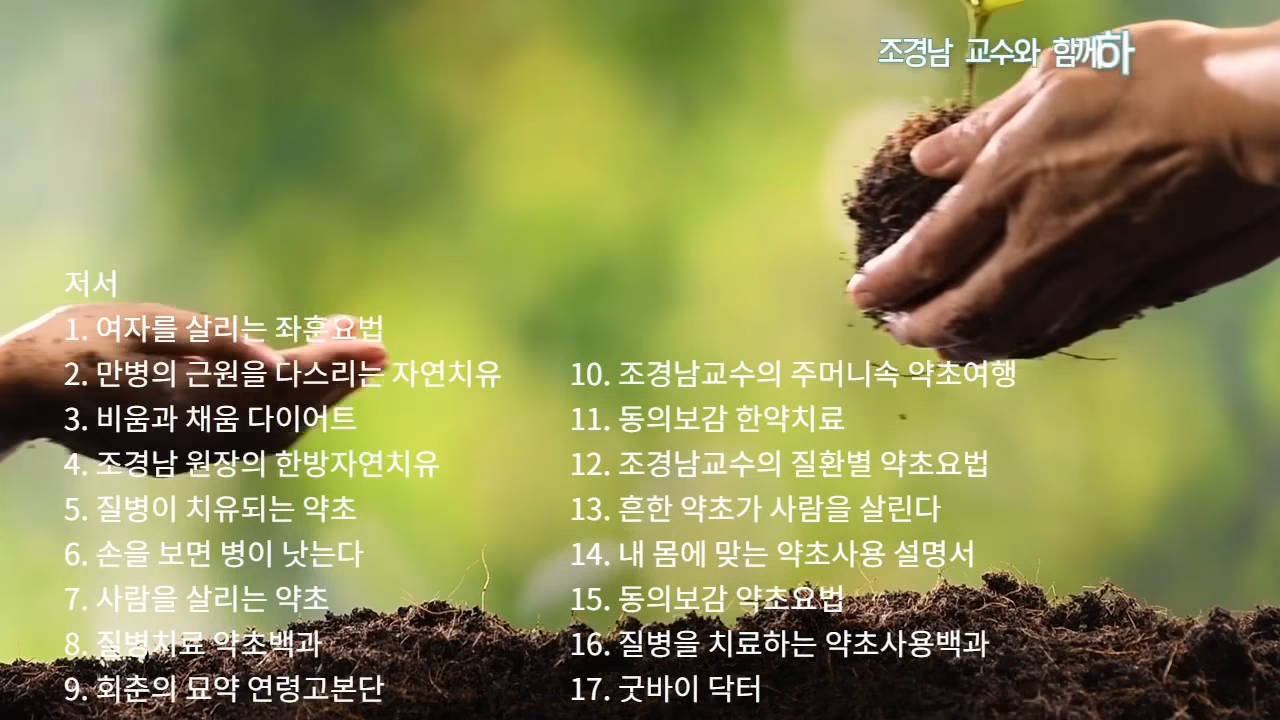 조경남 교수와 함께하
저서
1. 여자를 살리는 좌훈요법
2. 만병의 근원을 다스리는 자연치유
3. 비움과 채움 다이어트
4. 조경남 원장의 한방자연치유
5. 질병이 치유되는 약초
6. 손을 보면 병이 낫는다
7. 사람을 살리는 약초
8. 질병치료 약초백과
9. 회춘의 묘약 연령고본단
10. 조경남교수의 주머니속 약초여행
11. 동의보감 한약치료
12. 조경남교수의 질환별 약초요법
13. 흔한 약초가 사람을 살린다
14. 내 몸에 맞는 약초사용 설명서
15. 동의보감 약초요법
16. 질병을 치료하는 약초사용백과
17. 굿바이 닥터